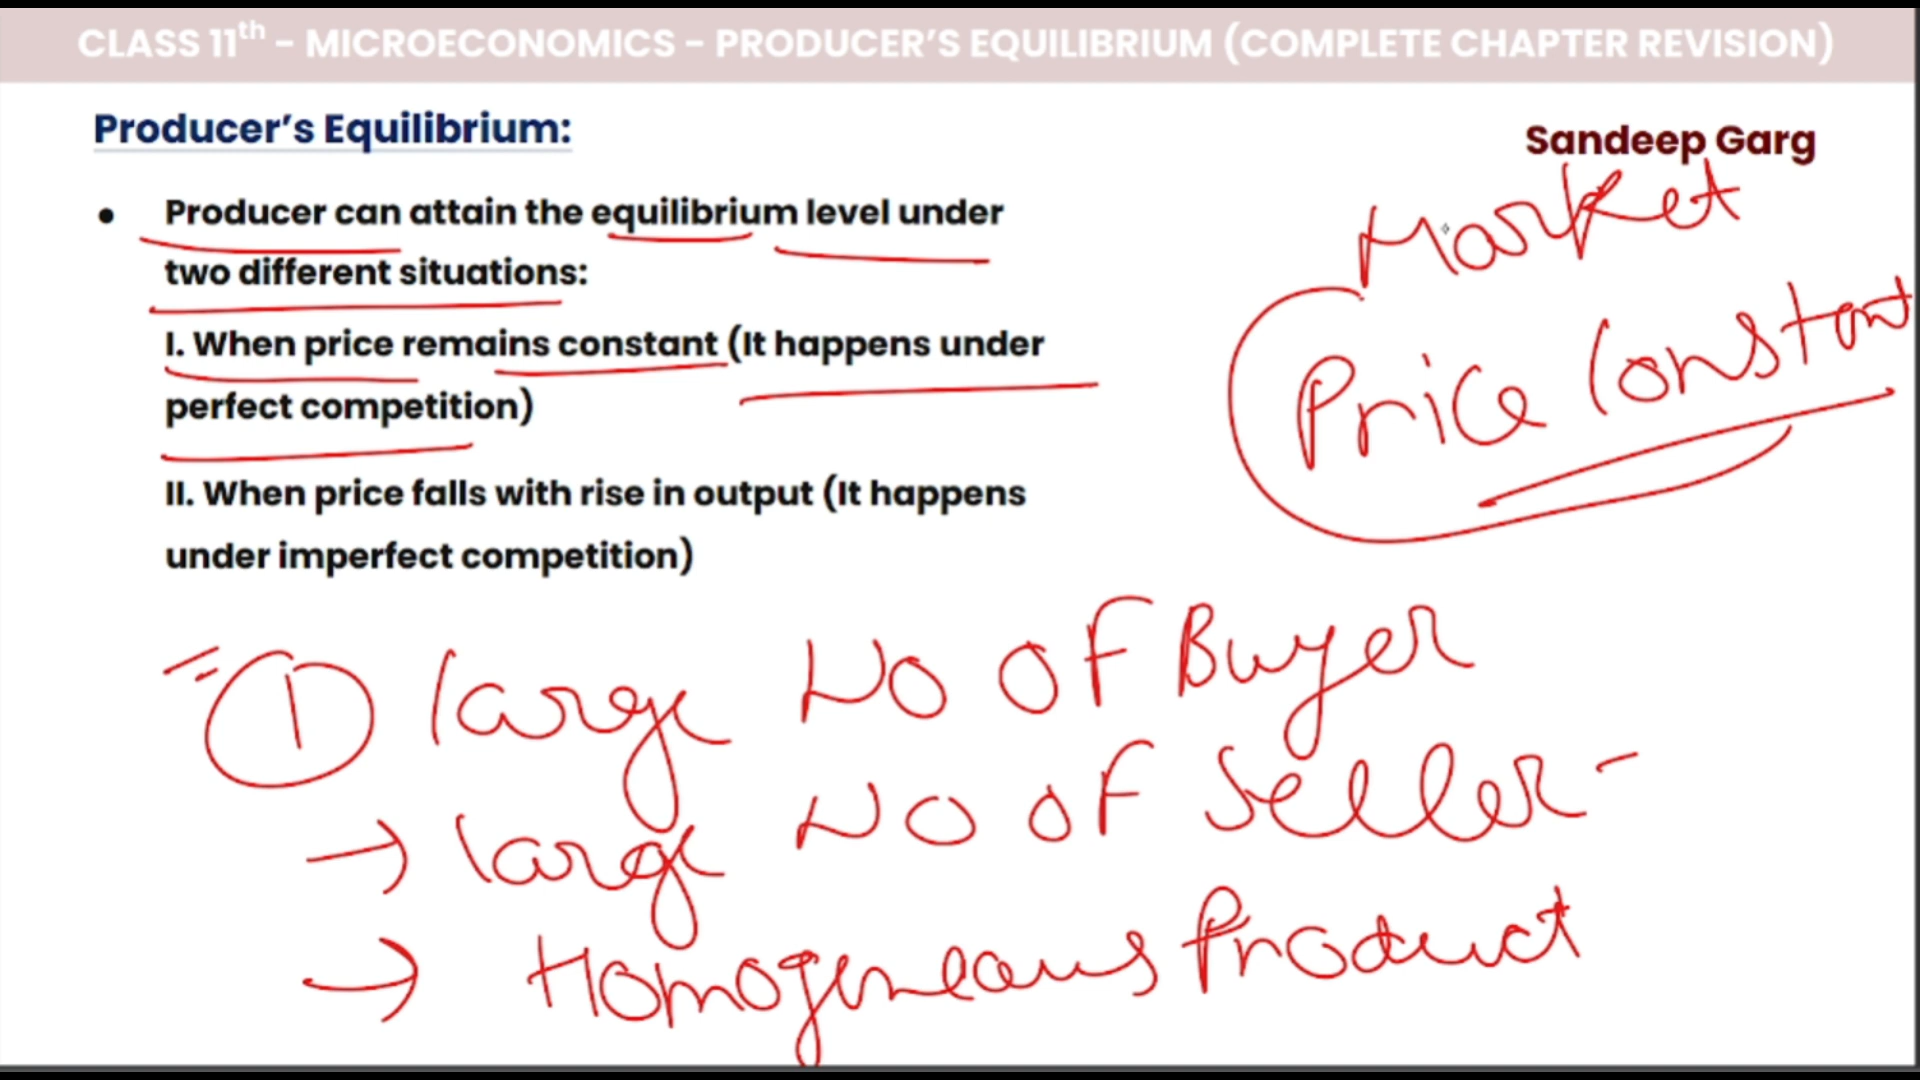 CLASS 11th - MICROECONOMICS - PRODUCER'S EQUILIBRIUM (COMPLETE CHAPTER REVISION)
Producer's Equilibrium:
Sandeep Garg
• Producer can attain the equilibrium level under
two different situations:
I. When price remains constant (It happens under
perfect competition)
II. When price falls with rise in output (It happens
under imperfect competition)
Market
Price Constant
① large NO OF Buyer
→ large NO OF Seller -
→ Homogeneous Product